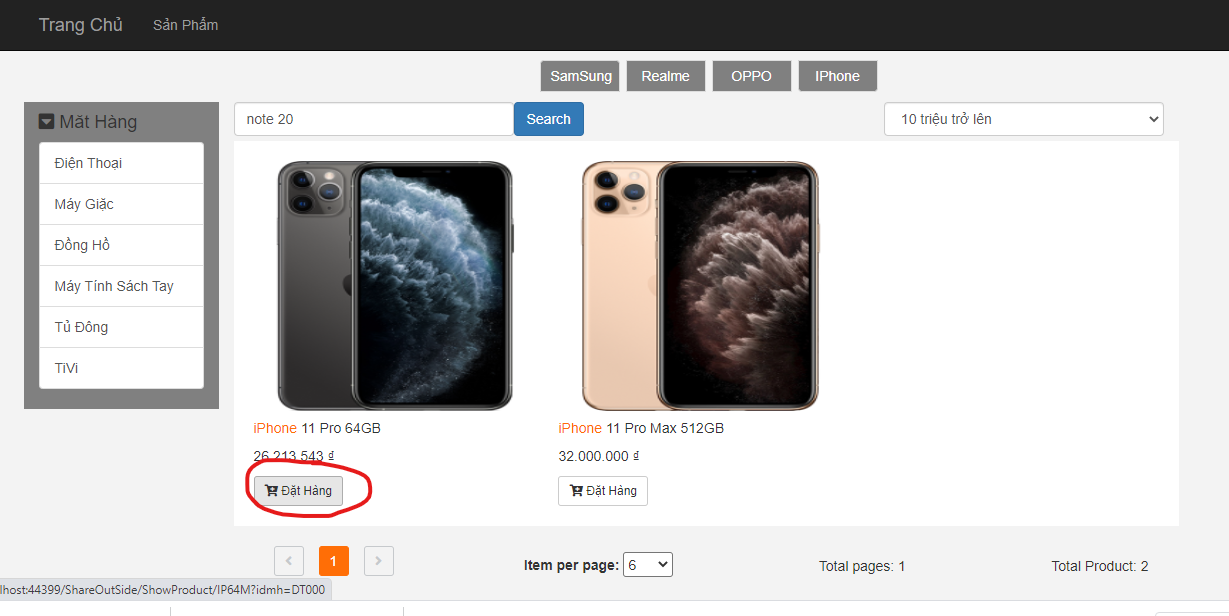 Trang Chủ Sản Phẩm
SamSung Realme OPPO IPhone
Măt Hàng
note 20 Search 10 triệu trở lên
Điện Thoại
Máy Giặc
Đồng Hồ
Máy Tính Sách Tay
Tủ Đông
TiVi
iPhone 11 Pro 64GB
26.213.543 ₫
Đặt Hàng
iPhone 11 Pro Max 512GB
32.000.000 ₫
Đặt Hàng
1
Item per page: 6
Total pages: 1
Total Product: 2
lhost:44399/ShareOutSide/ShowProduct/IP64M?idmh=DT000